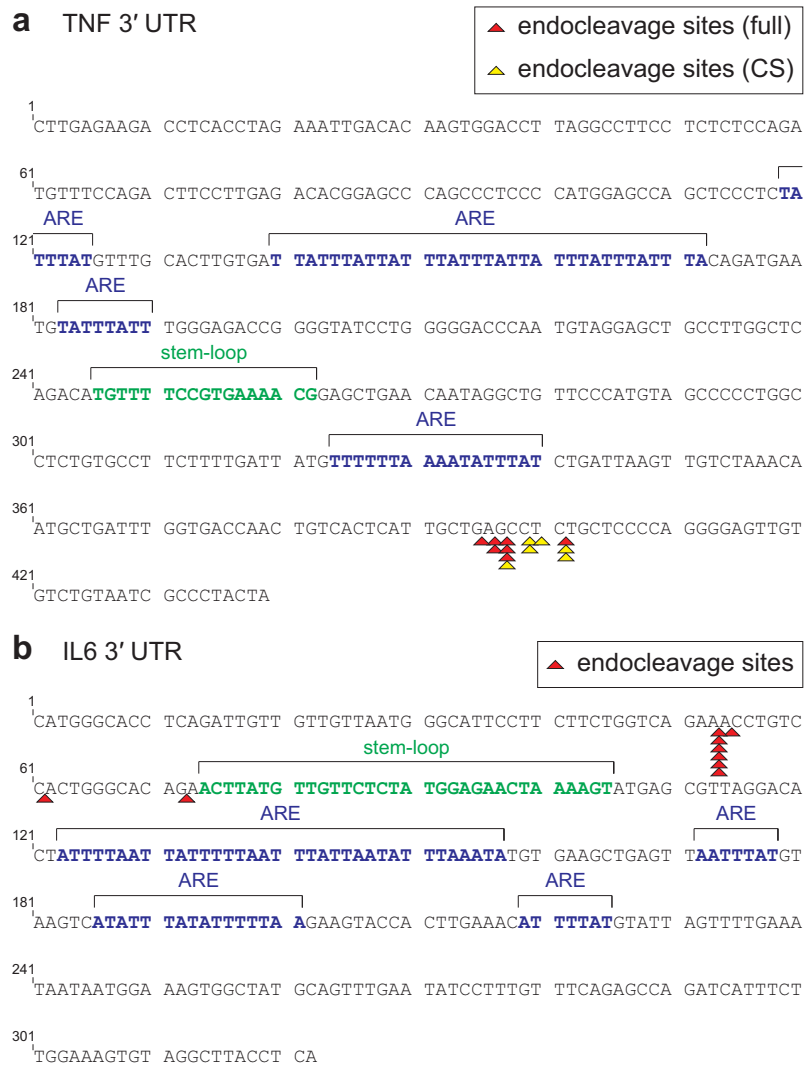 a TNF 3′ UTR
endocleavage sites (full)
endocleavage sites (CS)
1
CTTGAGAAGA CCTCACCTAG AAATTGACAC AAGTGGACCT TAGGCCTTCC TCTCTCCAGA
61
TGTTTCCAGA CTTCCTTGAG ACACGGAGCC CAGCCCTCCC CATGGAGCCA GCTCCCTCTA
ARE ARE
121
TTTATGTTTG CACTTGTGAT TATTTATTAT TTATTTATTA TTTATTTATT TACAGATGAA
ARE
181
TGTATTTATT TGGGAGACCG GGGTATCCTG GGGGACCCAA TGTAGGAGCT GCCTTGGCTC
stem-loop
241
AGACATGTTT TCCGTGAAAA CGGAGCTGAA CAATAGGCTG TTCCCATGTA GCCCCCTGGC
ARE
301
CTCTGTGCCT TCTTTTGATT ATGTTTTTTA AAATATTTAT CTGATTAAGT TGTCTAAACA
361
ATGCTGATTT GGTGACCAAC TGTCACTCAT TGCTGAGCCT CTGCTCCCCA GGGGAGTTGT
421
GTCTGTAATC GCCCTACTA
b IL6 3′ UTR
endocleavage sites
1
CATGGGCACC TCAGATTGTT GTTGTTAATG GGCATTCCTT CTTCTGGTCA GAAACCTGTC
stem-loop
61
CACTGGGCAC AGAACTTATG TTGTTCTCTA TGGAGAACTA AAAGTATGAG CGTTAGGACA
ARE ARE
121
CTATTTTAAT TATTTTTAAT TTATTAATAT TTAAATATGT GAAGCTGAGT TAATTTATGT
ARE ARE
181
AAGTCATATT TATATTTTTA AGAAGTACCA CTTGAAACAT TTTATGTATT AGTTTTGAAA
241
TAATAATGGA AAGTGGCTAT GCAGTTTGAA TATCCTTTGT TTCAGAGCCA GATCATTTCT
301
TGGAAAGTGT AGGCTTACCT CA